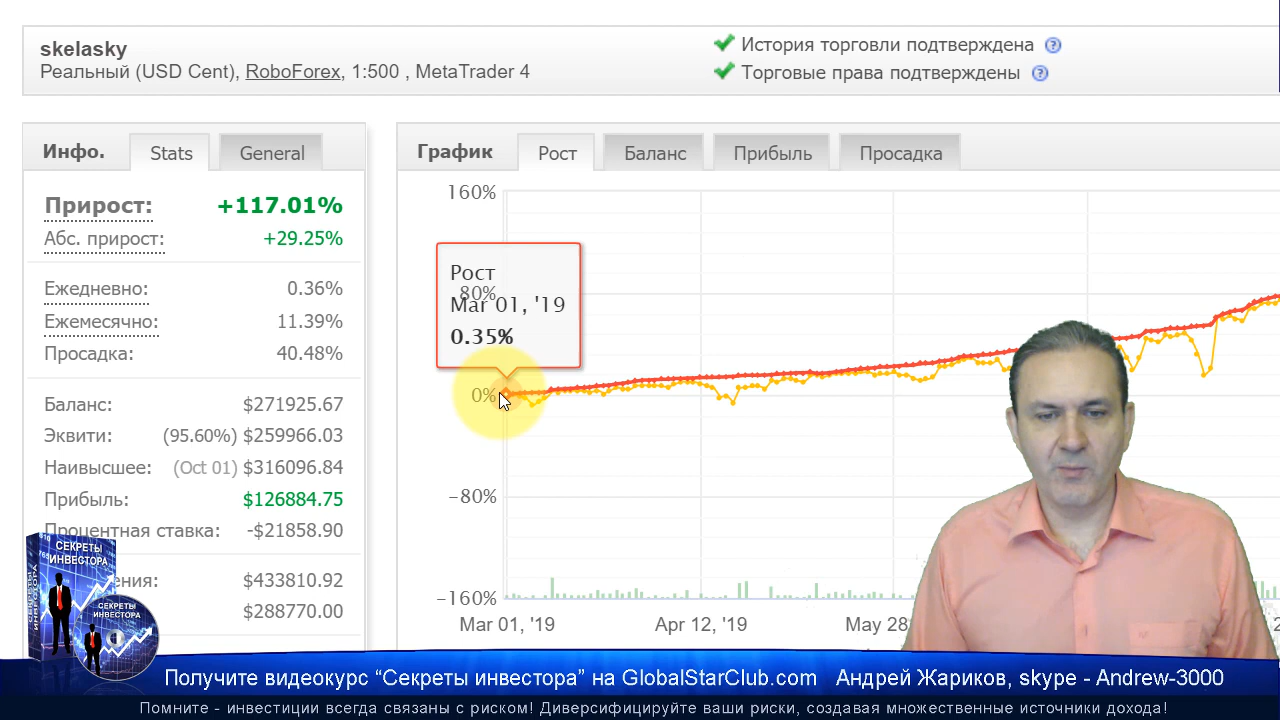 skelasky
Реальный (USD Cent), RoboForex, 1:500 , MetaTrader 4
История торговли подтверждена ?
Торговые права подтверждены ?
Инфо. Stats General
Прирост: +117.01%
Абс. прирост: +29.25%
Ежедневно: 0.36%
Ежемесячно: 11.39%
Просадка: 40.48%
Баланс: $271925.67
Эквити: (95.60%) $259966.03
Наивысшее: (Oct 01) $316096.84
Прибыль: $126884.75
Процентная ставка: -$21858.90
ения: $433810.92
$288770.00
График Рост Баланс Прибыль Просадка
160%
80%
0%
-80%
-160%
Рост
Mar 01, '19
0.35%
Mar 01, '19 Apr 12, '19 May 28
СЕКРЕТЫ
ИНВЕСТОРА
СЕКРЕТЫ
ИНВЕСТОРА
СЕКРЕТЫ
ИНВЕСТОРА
Получите видеокурс “Секреты инвестора” на GlobalStarClub.com Андрей Жариков, skype - Andrew-3000
Помните - инвестиции всегда связаны с риском! Диверсифицируйте ваши риски, создавая множественные источники дохода!